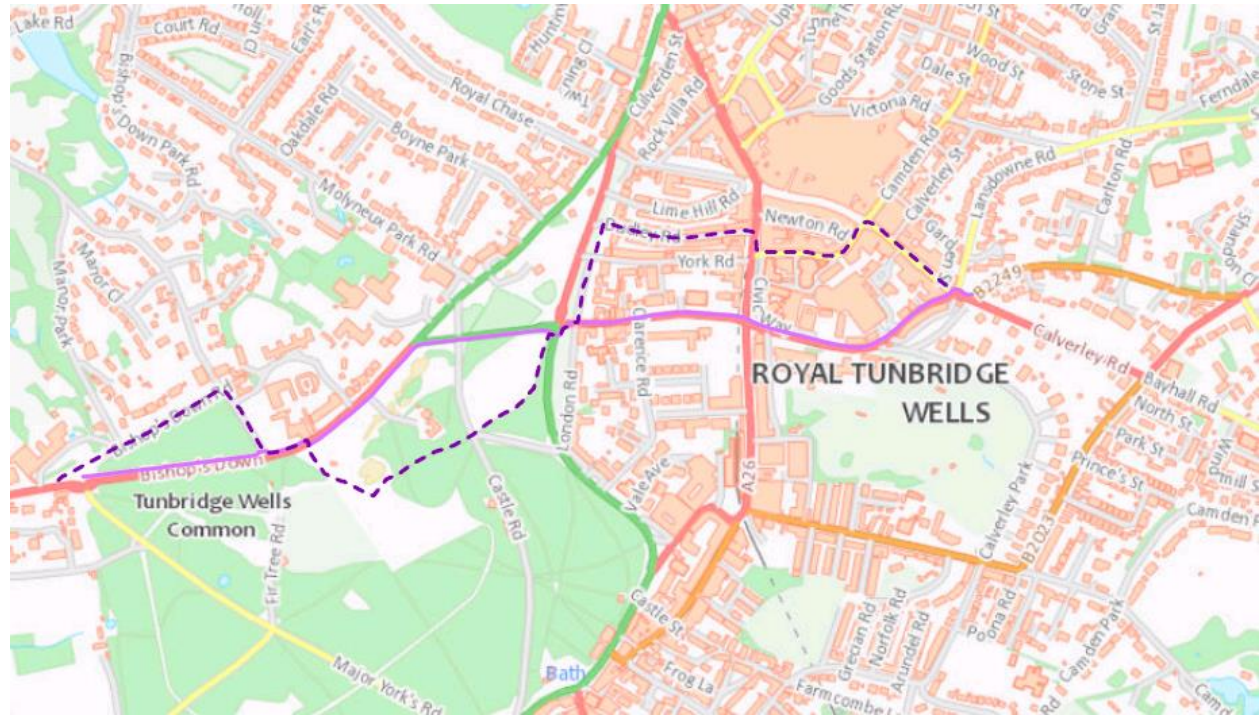 Lake Rd
Court Rd
Earl's Rd
Culverden St
Royal Chase
Rock Villa Rd
Goods Station Rd
Wood St
Dale St
Stone St
Victoria Rd
Bishop's Down Park Rd
Oakdale Rd
Boyne Park
Molyneux Park Rd
Camden Rd
Calverley St
Lansdowne Rd
Carlton Rd
Lime Hill Rd
Dudley Rd
Newton Rd
Gardens
York Rd
Manor Park
Manor Cl
Civic Way
B2249
Clarence Rd
Calverley Rd
ROYAL TUNBRIDGE
WELLS
Bayhall Rd
North St
Park St
Prince's St
London Rd
Bishop's Down
Tunbridge Wells
Common
Castle Rd
Vale Ave
A26
Calverley Park
B2023
Fir Tree Rd
Castle St
Poona Rd
Camden Park
Grecian Rd
Norfolk Rd
Arundel Rd
Major York's Rd
Bath
Frog La